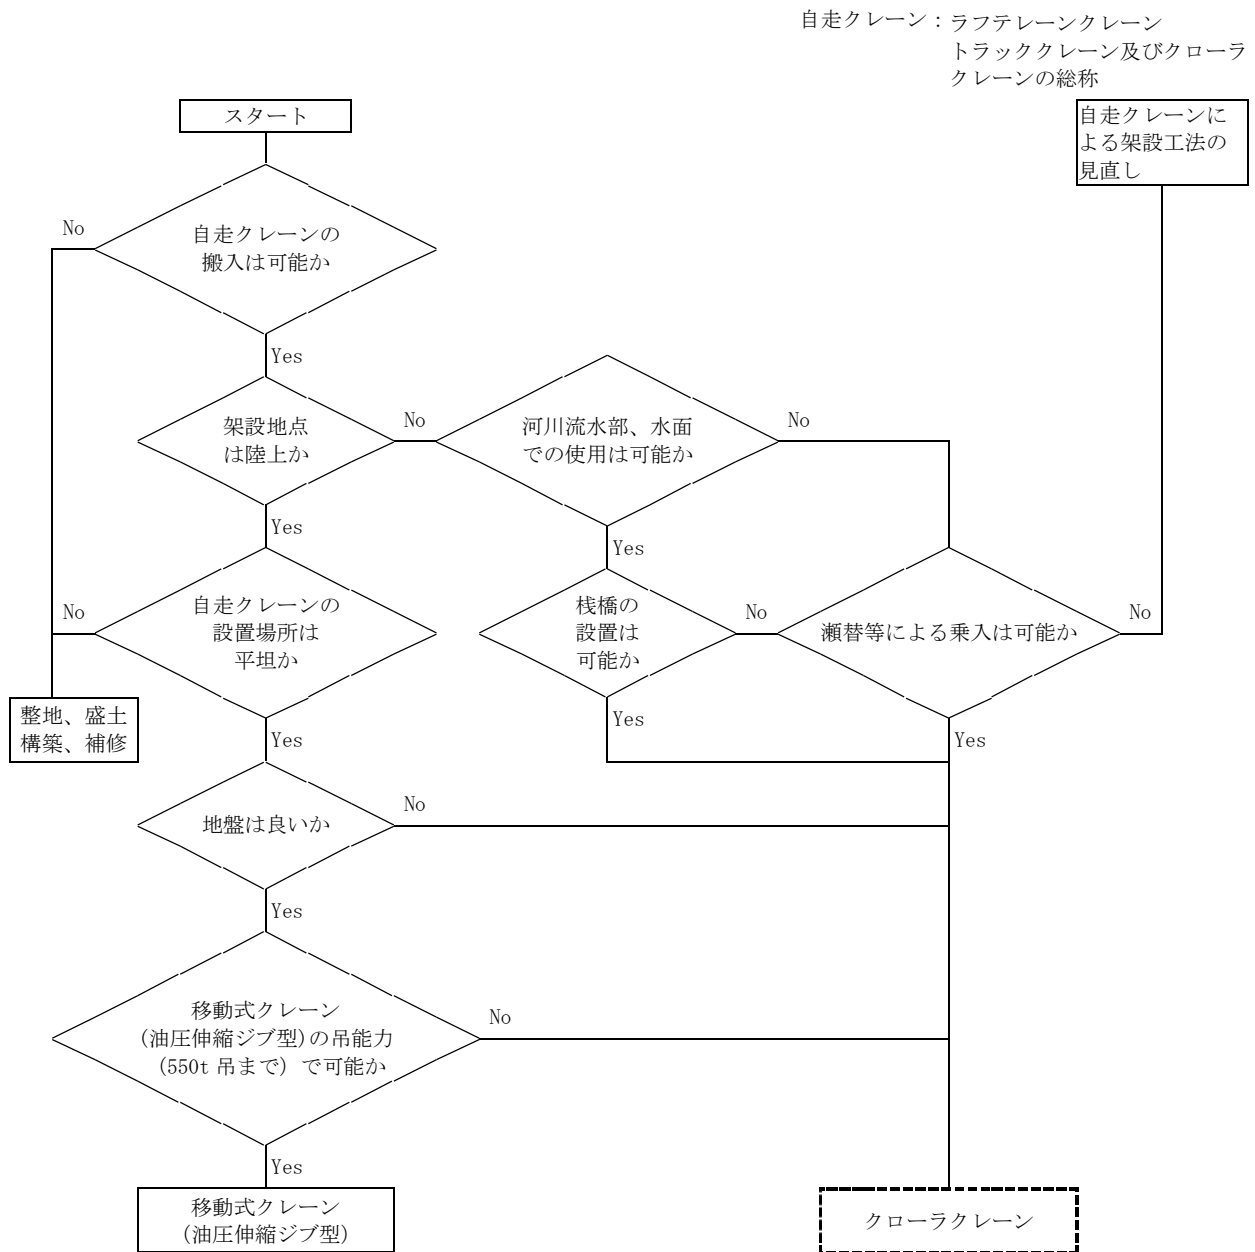 自走クレーン：ラフテレーンクレーン
トラッククレーン及びクローラ
クレーンの総称
スタート
自走クレーンに
よる架設工法の
見直し
No
自走クレーンの
搬入は可能か
Yes
架設地点
は陸上か
No
河川流水部、水面
での使用は可能か
No
Yes
Yes
No
自走クレーンの
設置場所は
平坦か
桟橋の
設置は
可能か
No
瀬替等による乗入は可能か
No
整地、盛土
構築、補修
Yes
Yes
Yes
地盤は良いか
No
Yes
移動式クレーン
(油圧伸縮ジブ型)の吊能力
(550t 吊まで) で可能か
No
Yes
移動式クレーン
(油圧伸縮ジブ型)
クローラクレーン